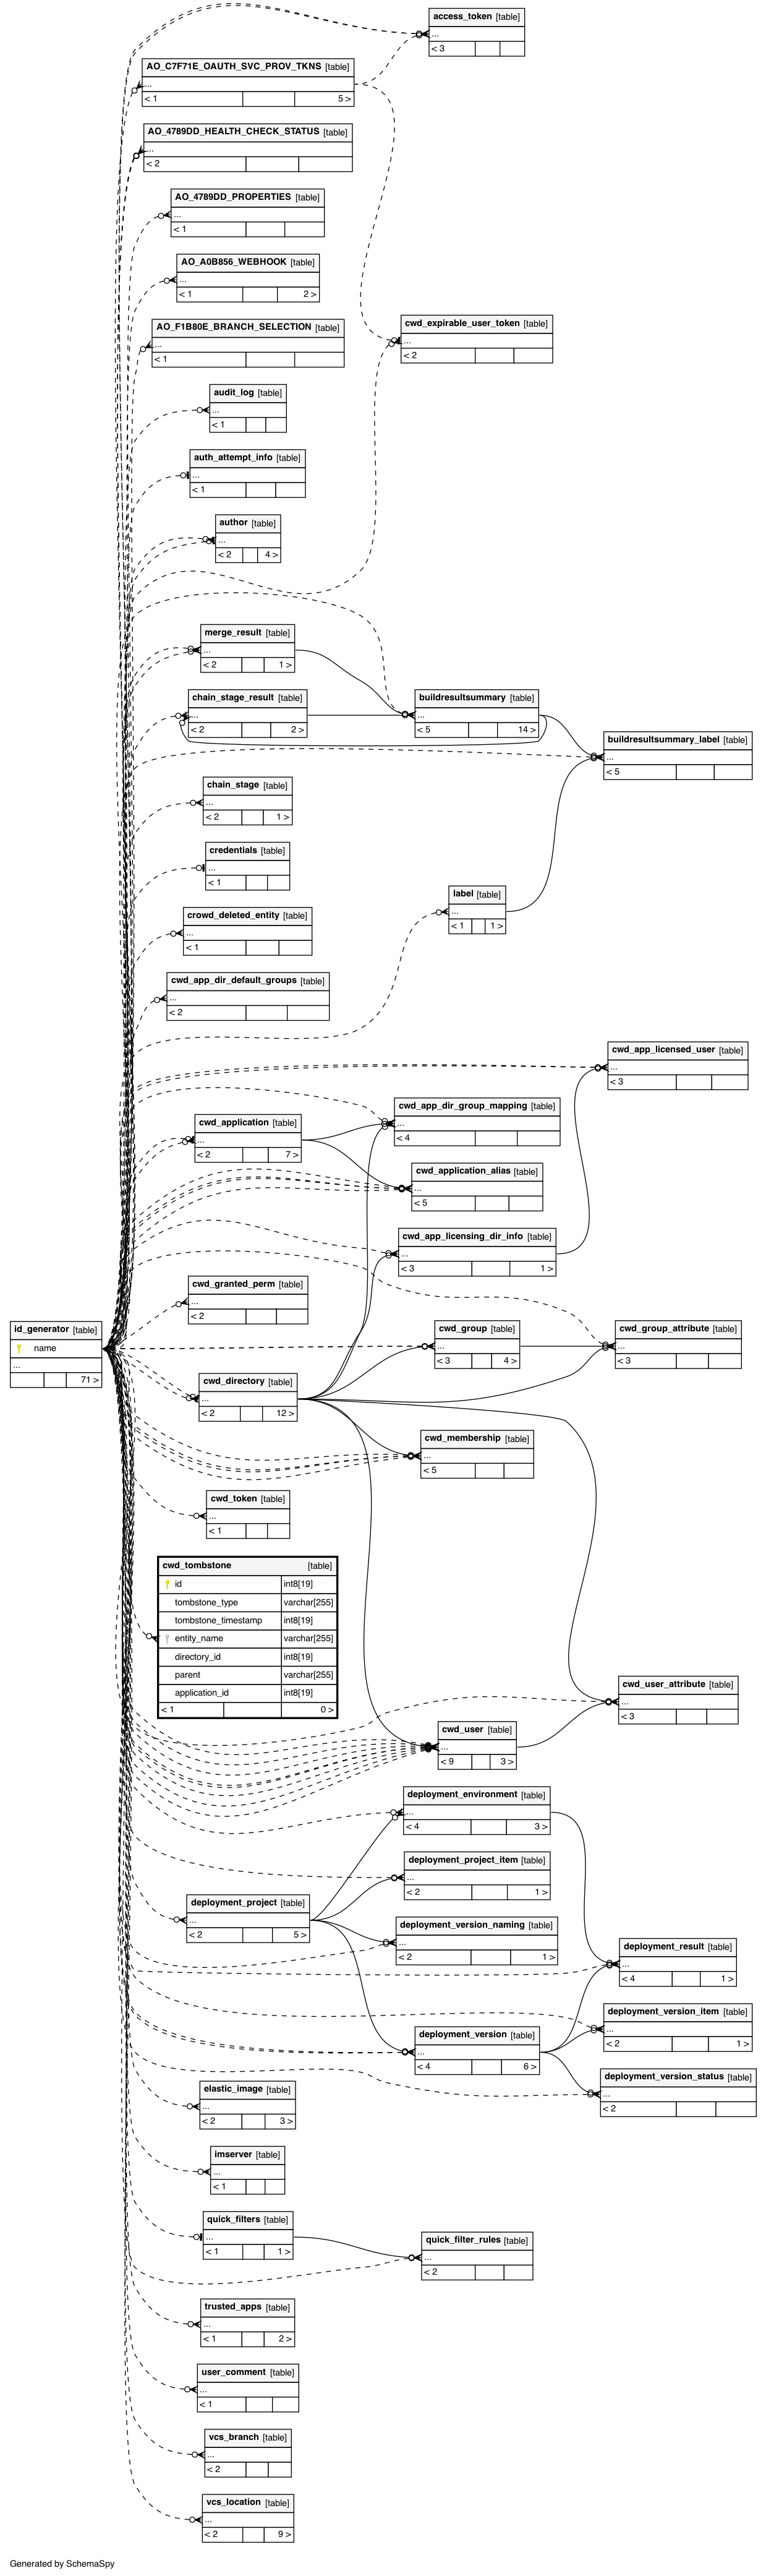 access_token [table]
...
< 3
AO_C7F71E_OAUTH_SVC_PROV_TKNS [table]
...
< 1 5 >
AO_4789DD_HEALTH_CHECK_STATUS [table]
...
< 2
AO_4789DD_PROPERTIES [table]
...
< 1
AO_A0B856_WEBHOOK [table]
...
< 1 2 >
cwd_expirable_user_token [table]
...
< 2
AO_F1B80E_BRANCH_SELECTION [table]
...
< 1
audit_log [table]
...
< 1
auth_attempt_info [table]
...
< 1
author [table]
...
< 2 4 >
merge_result [table]
...
< 2 1 >
chain_stage_result [table]
...
< 2 2 >
buildresultsummary [table]
...
< 5 14 >
buildresultsummary_label [table]
...
< 5
chain_stage [table]
...
< 2 1 >
credentials [table]
...
< 1
label [table]
...
< 1 1 >
crowd_deleted_entity [table]
...
< 1
cwd_app_dir_default_groups [table]
...
< 2
cwd_app_licensed_user [table]
...
< 3
cwd_app_dir_group_mapping [table]
...
< 4
cwd_application [table]
...
< 2 7 >
cwd_application_alias [table]
...
< 5
cwd_app_licensing_dir_info [table]
...
< 3 1 >
cwd_granted_perm [table]
...
< 2
id_generator [table]
name
...
71 >
cwd_group [table]
...
< 3 4 >
cwd_group_attribute [table]
...
< 3
cwd_directory [table]
...
< 2 12 >
cwd_membership [table]
...
< 5
cwd_token [table]
...
< 1
cwd_tombstone [table]
id int8[19]
tombstone_type varchar[255]
tombstone_timestamp int8[19]
entity_name varchar[255]
directory_id int8[19]
parent varchar[255]
application_id int8[19]
< 1 0 >
cwd_user_attribute [table]
...
< 3
cwd_user [table]
...
< 9 3 >
deployment_environment [table]
...
< 4 3 >
deployment_project_item [table]
...
< 2 1 >
deployment_project [table]
...
< 2 5 >
deployment_version_naming [table]
...
< 2 1 >
deployment_result [table]
...
< 4 1 >
deployment_version_item [table]
...
< 2 1 >
deployment_version [table]
...
< 4 6 >
deployment_version_status [table]
...
< 2
elastic_image [table]
...
< 2 3 >
imserver [table]
...
< 1
quick_filters [table]
...
< 1 1 >
quick_filter_rules [table]
...
< 2
trusted_apps [table]
...
< 1 2 >
user_comment [table]
...
< 1
vcs_branch [table]
...
< 2
vcs_location [table]
...
< 2 9 >
Generated by SchemaSpy